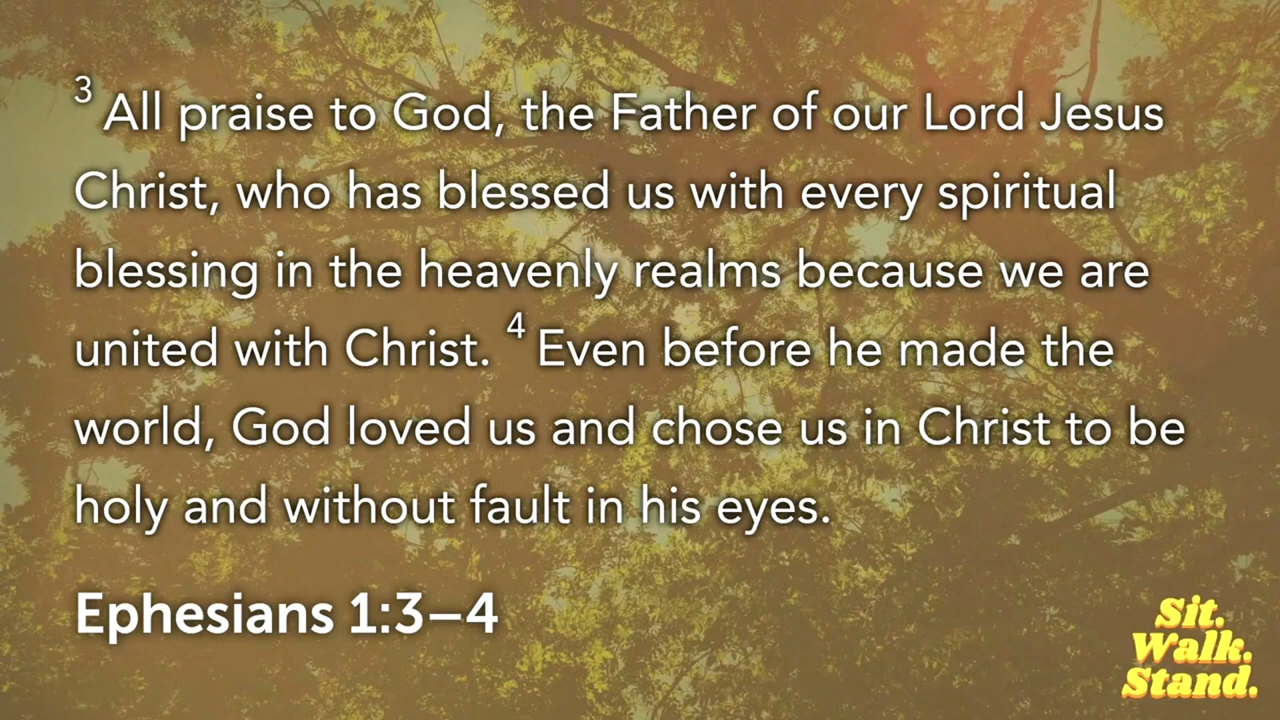 3 All praise to God, the Father of our Lord Jesus
Christ, who has blessed us with every spiritual
blessing in the heavenly realms because we are
united with Christ. 4 Even before he made the
world, God loved us and chose us in Christ to be
holy and without fault in his eyes.
Ephesians 1:3–4
Sit.
Walk.
Stand.